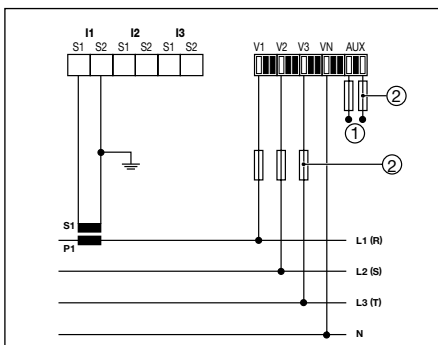 I1 I2 I3
S1 S2 S1 S2 S1 S2
V1 V2 V3 VN AUX
2
1
2
S1
P1
L1 (R)
L2 (S)
L3 (T)
N